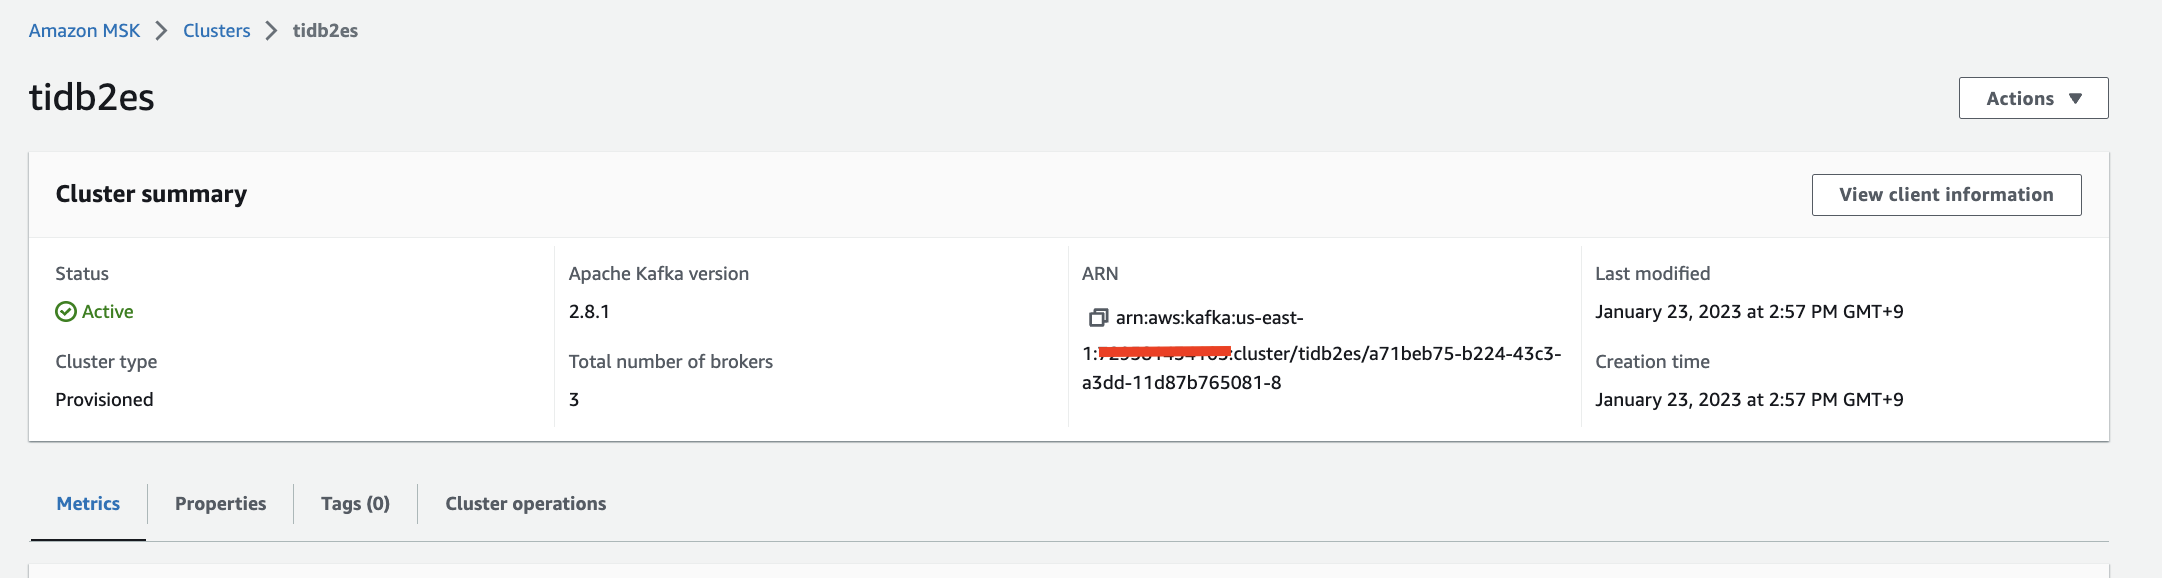 Amazon MSK > Clusters > tidb2es
tidb2es
Actions ▼
Cluster summary
View client information
Status
Active
Cluster type
Provisioned
Apache Kafka version
2.8.1
Total number of brokers
3
ARN
arn:aws:kafka:us-east-
1: :cluster/tidb2es/a71beb75-b224-43c3-
a3dd-11d87b765081-8
Last modified
January 23, 2023 at 2:57 PM GMT+9
Creation time
January 23, 2023 at 2:57 PM GMT+9
Metrics
Properties
Tags (0)
Cluster operations